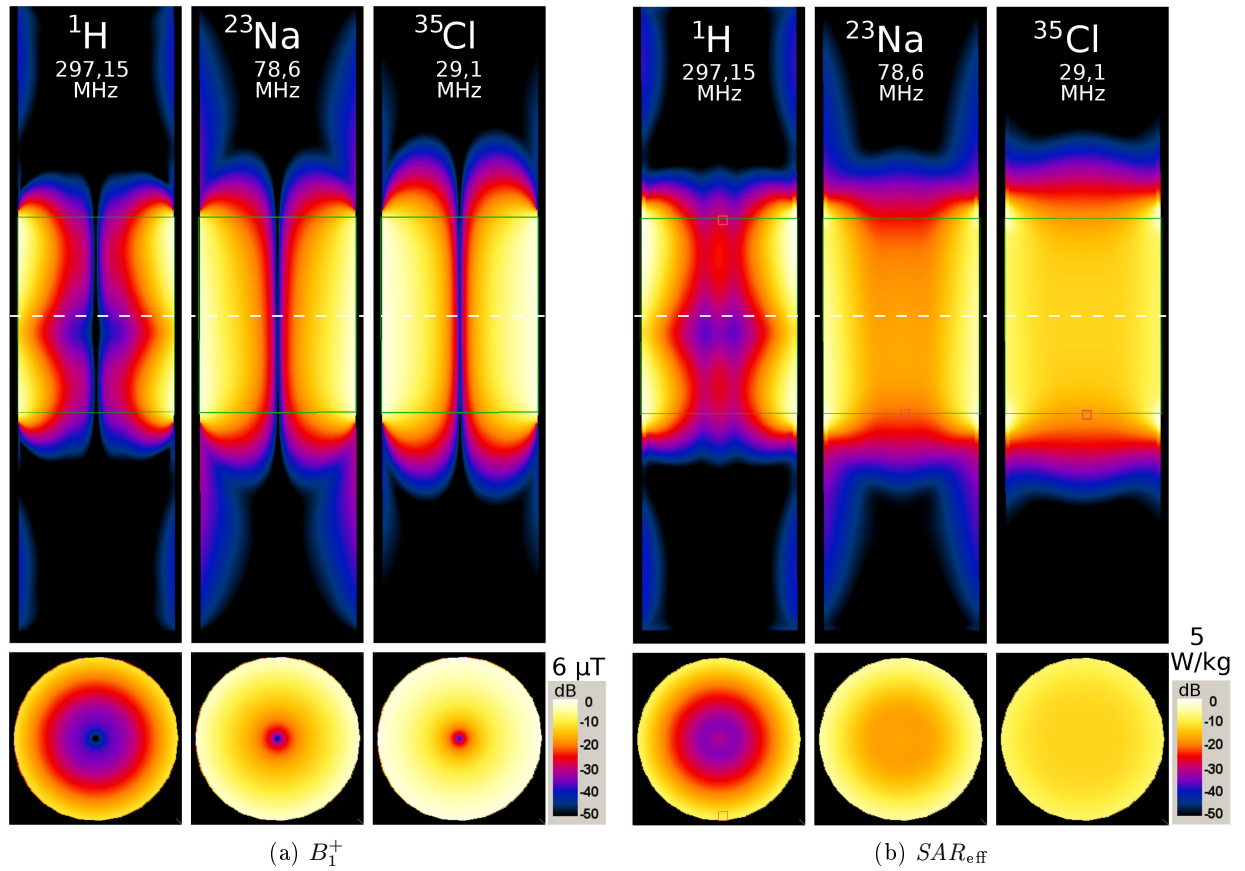 ¹H
297,15
MHz
²³Na
78,6
MHz
³⁵Cl
29,1
MHz
¹H
297,15
MHz
²³Na
78,6
MHz
³⁵Cl
29,1
MHz
6 μT
dB
0
-10
-20
-30
-40
-50
5
W/kg
dB
0
-10
-20
-30
-40
-50
(a) B₁⁺
(b) SAR_eff